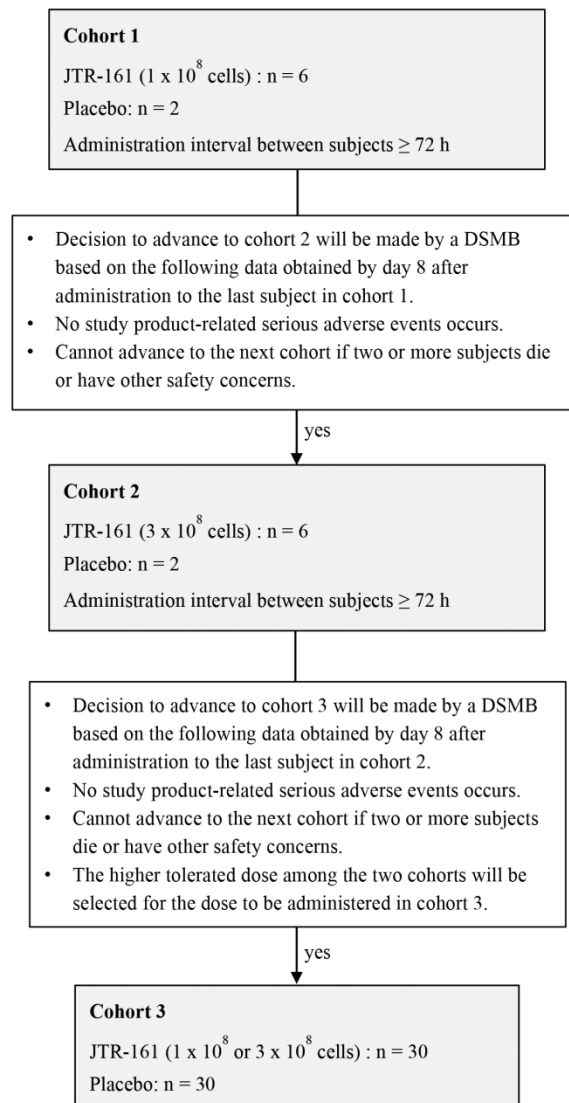 Cohort 1
JTR-161 (1 x 10⁸ cells) : n = 6
Placebo: n = 2
Administration interval between subjects ≥ 72 h
• Decision to advance to cohort 2 will be made by a DSMB
based on the following data obtained by day 8 after
administration to the last subject in cohort 1.
• No study product-related serious adverse events occurs.
• Cannot advance to the next cohort if two or more subjects die
or have other safety concerns.
yes
Cohort 2
JTR-161 (3 x 10⁸ cells) : n = 6
Placebo: n = 2
Administration interval between subjects ≥ 72 h
• Decision to advance to cohort 3 will be made by a DSMB
based on the following data obtained by day 8 after
administration to the last subject in cohort 2.
• No study product-related serious adverse events occurs.
• Cannot advance to the next cohort if two or more subjects
die or have other safety concerns.
• The higher tolerated dose among the two cohorts will be
selected for the dose to be administered in cohort 3.
yes
Cohort 3
JTR-161 (1 x 10⁸ or 3 x 10⁸ cells) : n = 30
Placebo: n = 30